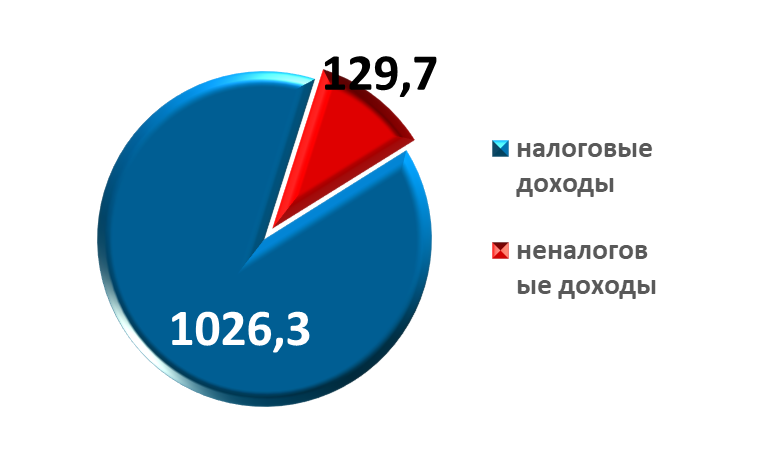 129,7
налоговые
доходы
неналогов
ые доходы
1026,3